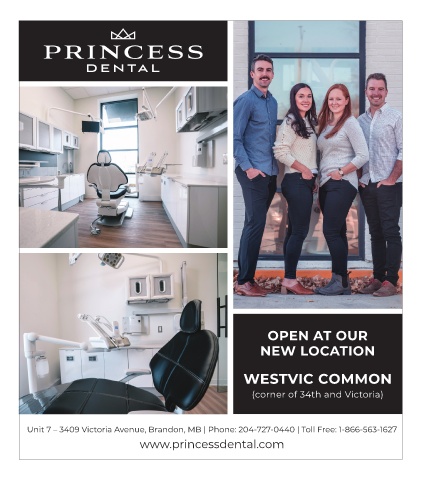 PRINCESS
DENTAL
OPEN AT OUR
NEW LOCATION
WESTVIC COMMON
(corner of 34th and Victoria)
Unit 7 – 3409 Victoria Avenue, Brandon, MB | Phone: 204-727-0440 | Toll Free: 1-866-563-1627
www.princessdental.com